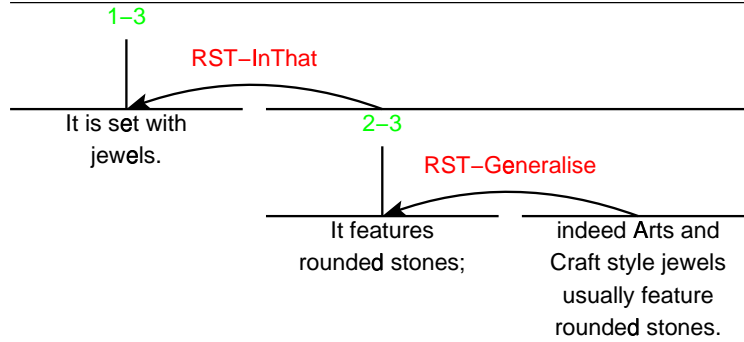 1–3
RST–InThat
It is set with
jewels.
2–3
RST–Generalise
It features
rounded stones;
indeed Arts and
Craft style jewels
usually feature
rounded stones.